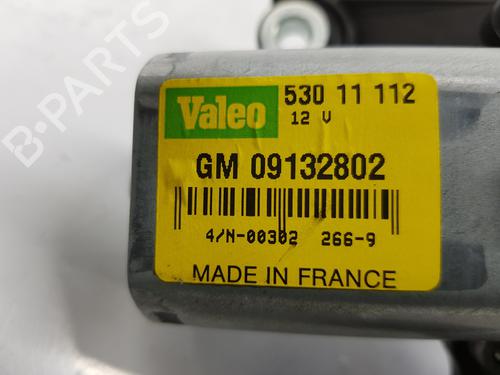 B-PARTS
Valeo 530 11 112
12 V
GM 09132802
4/N-00302 266-9
MADE IN FRANCE